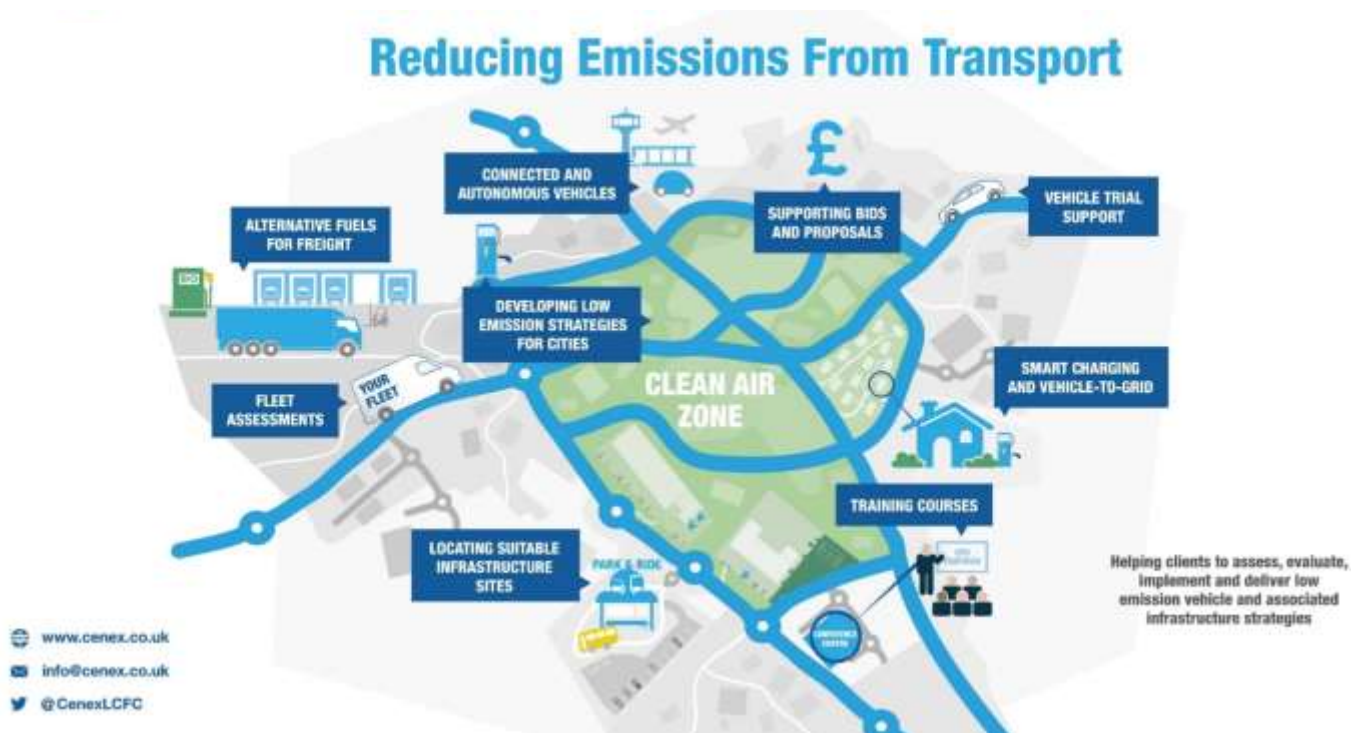 Reducing Emissions From Transport
CONNECTED AND
AUTONOMOUS VEHICLES
£
SUPPORTING BIDS
AND PROPOSALS
VEHICLE TRIAL
SUPPORT
ALTERNATIVE FUELS
FOR FREIGHT
BIO
DEVELOPING LOW
EMISSION STRATEGIES
FOR CITIES
YOUR
FLEET
FLEET
ASSESSMENTS
CLEAN AIR
ZONE
SMART CHARGING
AND VEHICLE-TO-GRID
TRAINING COURSES
LOCATING SUITABLE
INFRASTRUCTURE
SITES
PARK & RIDE
CONFERENCE
CENTRE
Helping clients to assess, evaluate,
implement and deliver low
emission vehicle and associated
infrastructure strategies
www.cenex.co.uk
info@cenex.co.uk
@CenexLCFC